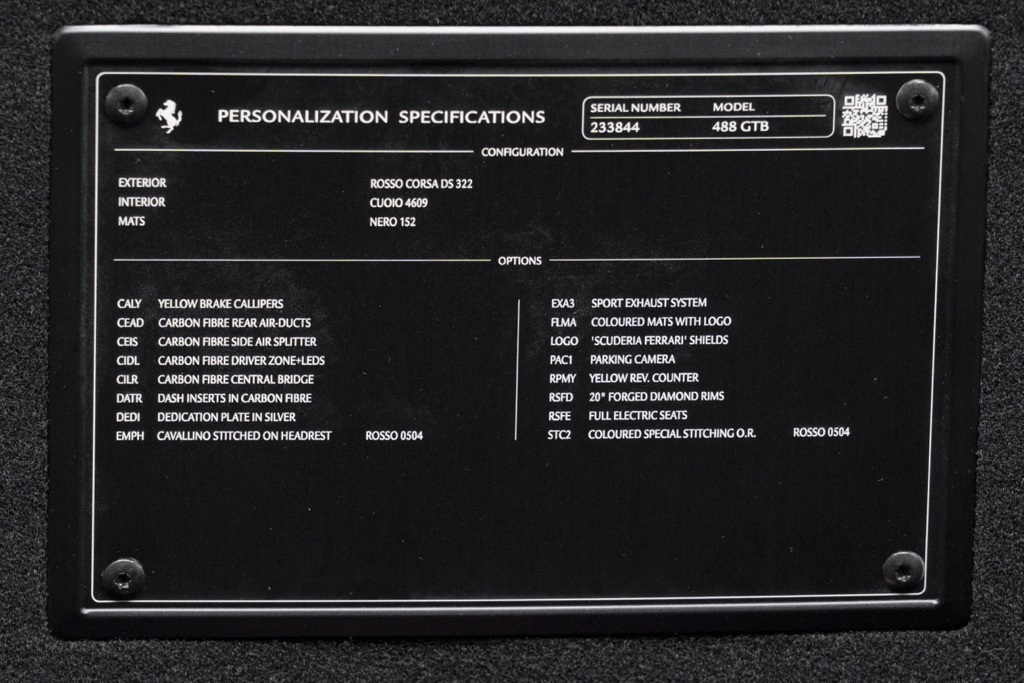 PERSONALIZATION SPECIFICATIONS
SERIAL NUMBER MODEL
233844 488 GTB
CONFIGURATION
EXTERIOR ROSSO CORSA DS 322
INTERIOR CUOIO 4609
MATS NERO 152
OPTIONS
CALY YELLOW BRAKE CALLIPERS
CEAD CARBON FIBRE REAR AIR-DUCTS
CEIS CARBON FIBRE SIDE AIR SPLITTER
CIDL CARBON FIBRE DRIVER ZONE+LEDS
CILR CARBON FIBRE CENTRAL BRIDGE
DATR DASH INSERTS IN CARBON FIBRE
DEDI DEDICATION PLATE IN SILVER
EMPH CAVALLINO STITCHED ON HEADREST ROSSO 0504
EXA3 SPORT EXHAUST SYSTEM
FLMA COLOURED MATS WITH LOGO
LOGO 'SCUDERIA FERRARI' SHIELDS
PAC1 PARKING CAMERA
RPMY YELLOW REV. COUNTER
RSFD 20" FORGED DIAMOND RIMS
RSFE FULL ELECTRIC SEATS
STC2 COLOURED SPECIAL STITCHING O.R. ROSSO 0504